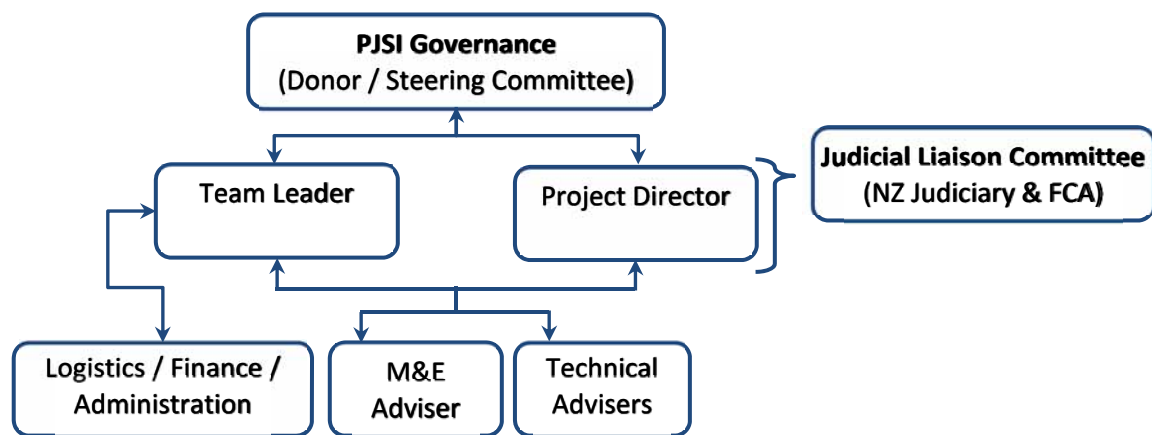 PJSI Governance
(Donor / Steering Committee)
Team Leader
Project Director
Judicial Liaison Committee
(NZ Judiciary & FCA)
Logistics / Finance /
Administration
M&E
Adviser
Technical
Advisers